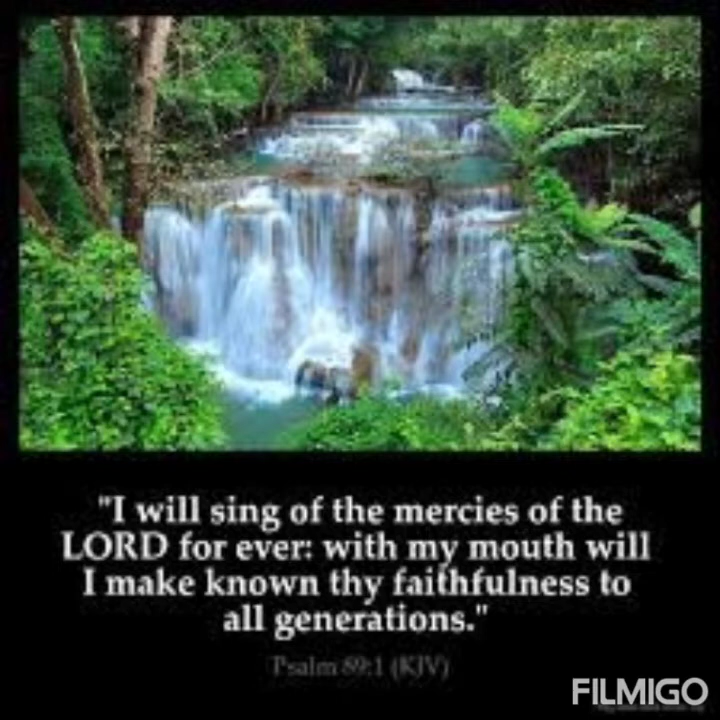 "I will sing of the mercies of the
LORD for ever: with my mouth will
I make known thy faithfulness to
all generations."
Psalm 89:1 (KJV)
FILMIGO